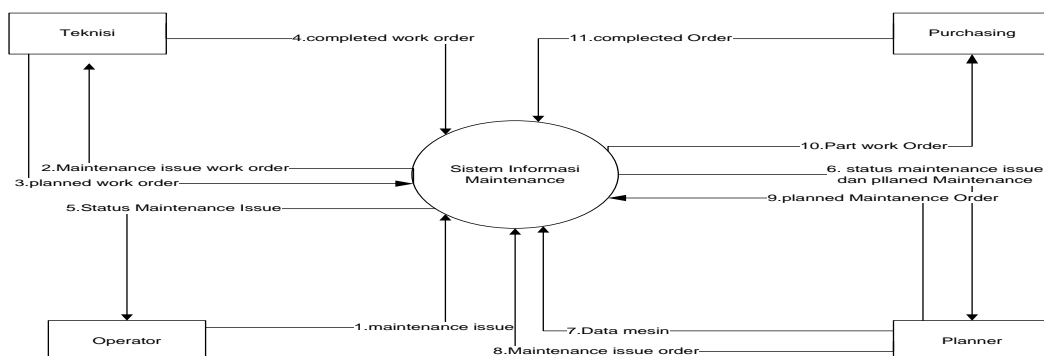 Teknisi
4.completed work order
11.complected Order
Purchasing
10.Part work Order
2.Maintenance issue work order
Sistem Informasi
Maintenance
6. status maintenance issue
dan plIaned Maintenance
3.planned work order
9.planned Maintanence Order
5.Status Maintanance Issue
1.maintenance issue
7.Data mesin
Operator
Planner
8.Maintenance issue order